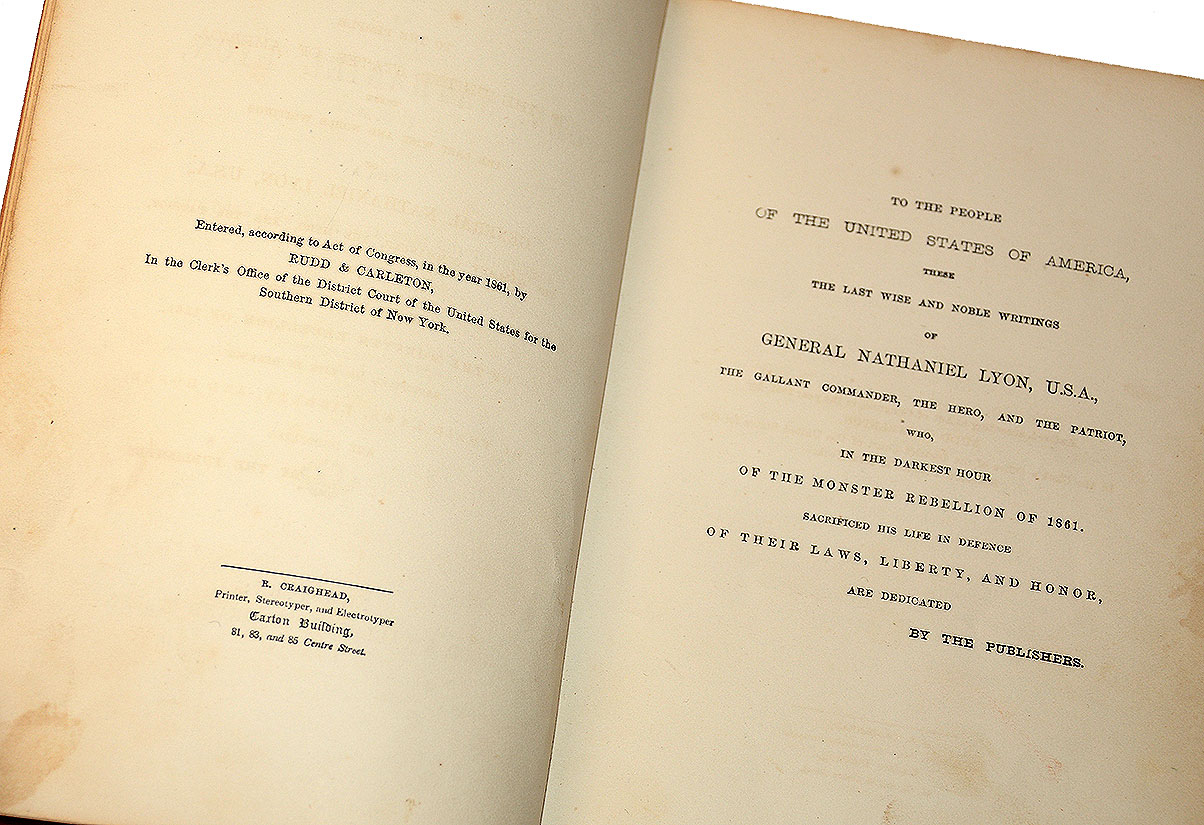 Entered, according to Act of Congress, in the year 1861, by
RUDD & CARLETON,
In the Clerk's Office of the District Court of the United States for the
Southern District of New York.
R. CRAIGHEAD,
Printer, Stereotyper, and Electrotyper
Caxton Building,
81, 83, and 85 Centre Street.
TO THE PEOPLE
OF THE UNITED STATES OF AMERICA,
THESE
THE LAST WISE AND NOBLE WRITINGS
OF
GENERAL NATHANIEL LYON, U.S.A.,
THE GALLANT COMMANDER, THE HERO, AND THE PATRIOT,
WHO,
IN THE DARKEST HOUR
OF THE MONSTER REBELLION OF 1861.
SACRIFICED HIS LIFE IN DEFENCE
OF THEIR LAWS, LIBERTY, AND HONOR,
ARE DEDICATED
BY THE PUBLISHERS.